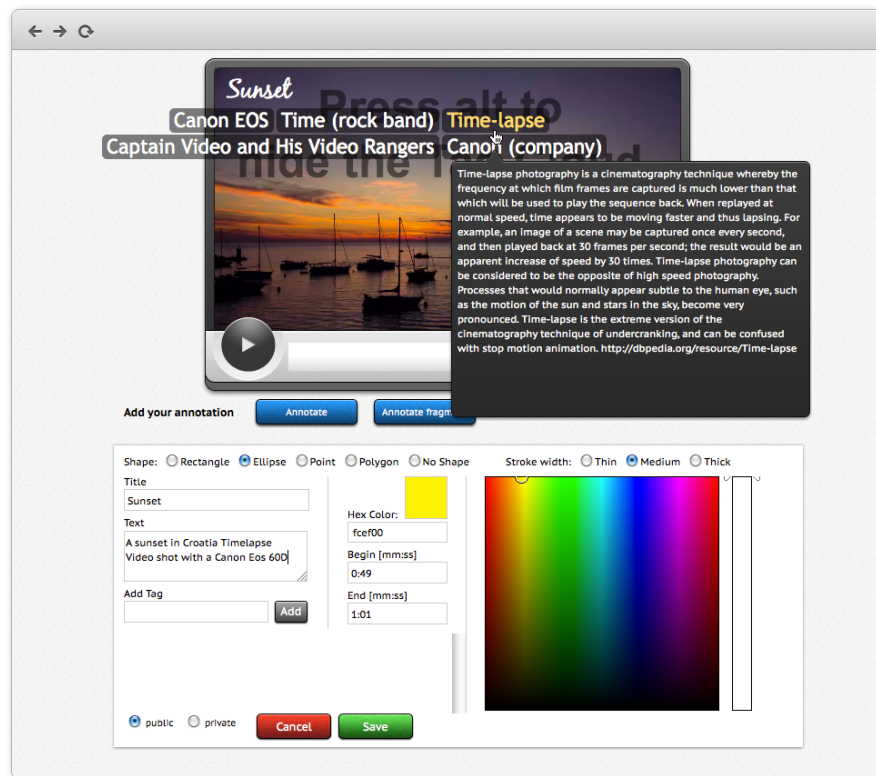 Sunset
Press alt to
Canon EOS Time (rock band) Time-lapse
Captain Video and His Video Rangers Canon (company)
hide the
Time-lapse photography is a cinematography technique whereby the
frequency at which film frames are captured is much lower than that
which will be used to play the sequence back. When replayed at
normal speed, time appears to be moving faster and thus lapsing. For
example, an image of a scene may be captured once every second,
and then played back at 30 frames per second; the result would be an
apparent increase of speed by 30 times. Time-lapse photography can
be considered to be the opposite of high speed photography.
Processes that would normally appear subtle to the human eye, such
as the motion of the sun and stars in the sky, become very
pronounced. Time-lapse is the extreme version of the
cinematography technique of undercranking, and can be confused
with stop motion animation. http://dbpedia.org/resource/Time-lapse
Add your annotation Annotate Annotate fragm
Shape: Rectangle Ellipse Point Polygon No Shape Stroke width: Thin Medium Thick
Title
Sunset
Text
A sunset in Croatia Timelapse
Video shot with a Canon Eos 60D
Add Tag
Add
Hex Color:
fcef00
Begin [mm:ss]
0:49
End [mm:ss]
1:01
public private Cancel Save